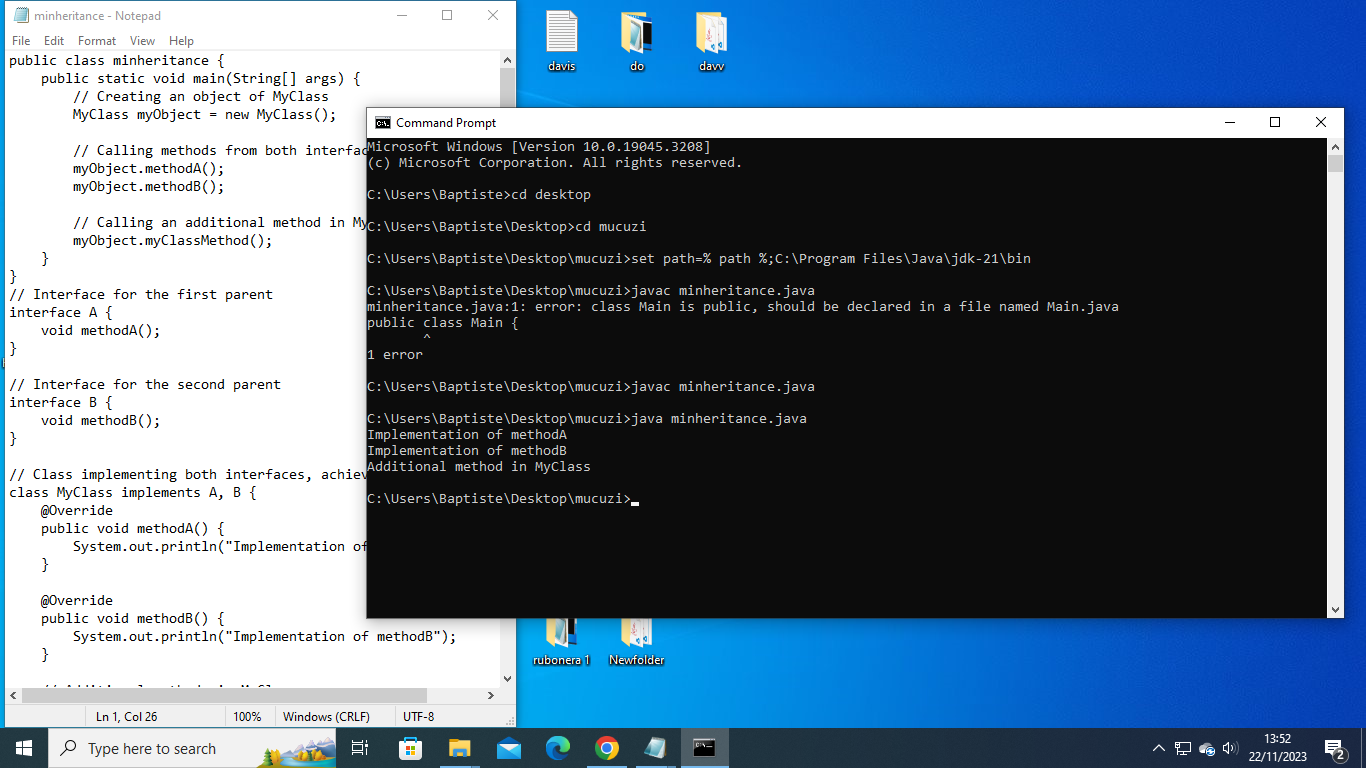 minheritance - Notepad
File Edit Format View Help
public class minheritance {
    public static void main(String[] args) {
        // Creating an object of MyClass
        MyClass myObject = new MyClass();
        // Calling methods from both interfac
        myObject.methodA();
        myObject.methodB();
        // Calling an additional method in My
        myObject.myClassMethod();
    }
}
// Interface for the first parent
interface A {
    void methodA();
}
// Interface for the second parent
interface B {
    void methodB();
}
// Class implementing both interfaces, achiev
class MyClass implements A, B {
    @Override
    public void methodA() {
        System.out.println("Implementation of
    }
    @Override
    public void methodB() {
        System.out.println("Implementation of methodB");
    }
Ln 1, Col 26 100% Windows (CRLF) UTF-8
davis do davv
Command Prompt
Microsoft Windows [Version 10.0.19045.3208]
(c) Microsoft Corporation. All rights reserved.
C:\Users\Baptiste>cd desktop
C:\Users\Baptiste\Desktop>cd mucuzi
C:\Users\Baptiste\Desktop\mucuzi>set path=% path %;C:\Program Files\Java\jdk-21\bin
C:\Users\Baptiste\Desktop\mucuzi>javac minheritance.java
minheritance.java:1: error: class Main is public, should be declared in a file named Main.java
public class Main {
       ^
1 error
C:\Users\Baptiste\Desktop\mucuzi>javac minheritance.java
C:\Users\Baptiste\Desktop\mucuzi>java minheritance.java
Implementation of methodA
Implementation of methodB
Additional method in MyClass
C:\Users\Baptiste\Desktop\mucuzi>
rubonera 1 Newfolder
Type here to search
13:52
22/11/2023
2